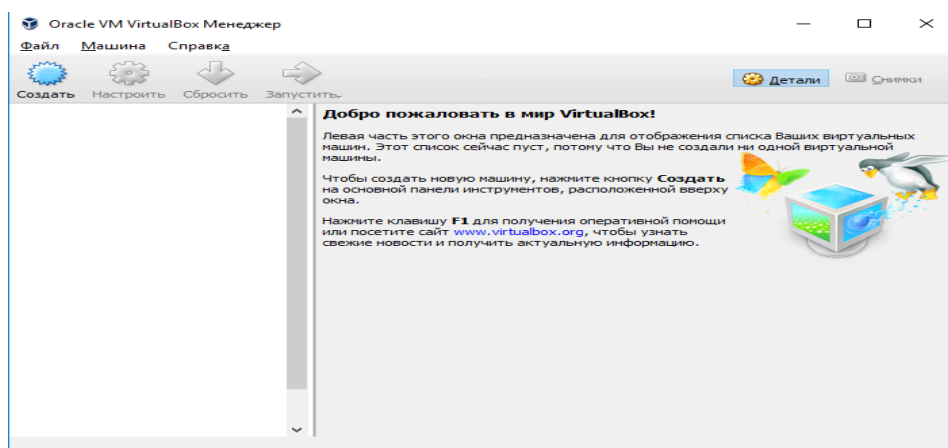 Oracle VM VirtualBox Менеджер
Файл Машина Справка
Создать Настроить Сбросить Запустить
Детали Снимки
Добро пожаловать в мир VirtualBox!
Левая часть этого окна предназначена для отображения списка Ваших виртуальных
машин. Этот список сейчас пуст, потому что Вы не создали ни одной виртуальной
машины.
Чтобы создать новую машину, нажмите кнопку Создать
на основной панели инструментов, расположенной вверху
окна.
Нажмите клавишу F1 для получения оперативной помощи
или посетите сайт www.virtualbox.org, чтобы узнать
свежие новости и получить актуальную информацию.